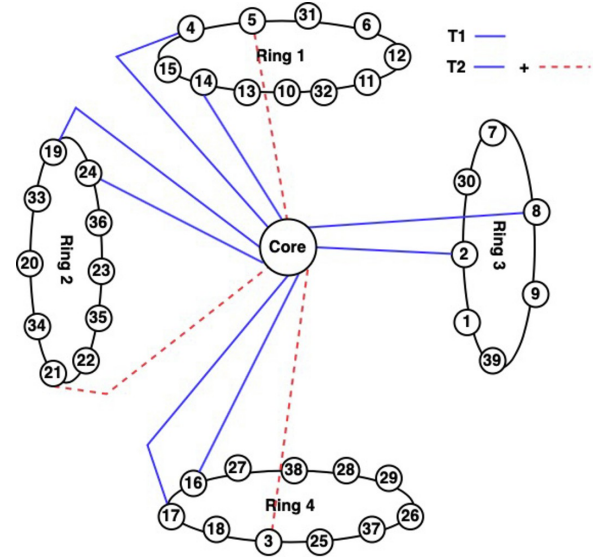 4 5 31 6 T1
Ring 1 12 T2 +
15 14 13 10 32 11
7
19 24 30
33 36 8
Ring 2 Core 2 Ring 3
20 23 9
34 35 1
21 22 39
27 38 28
16 29
Ring 4
17 26
18 3 25 37